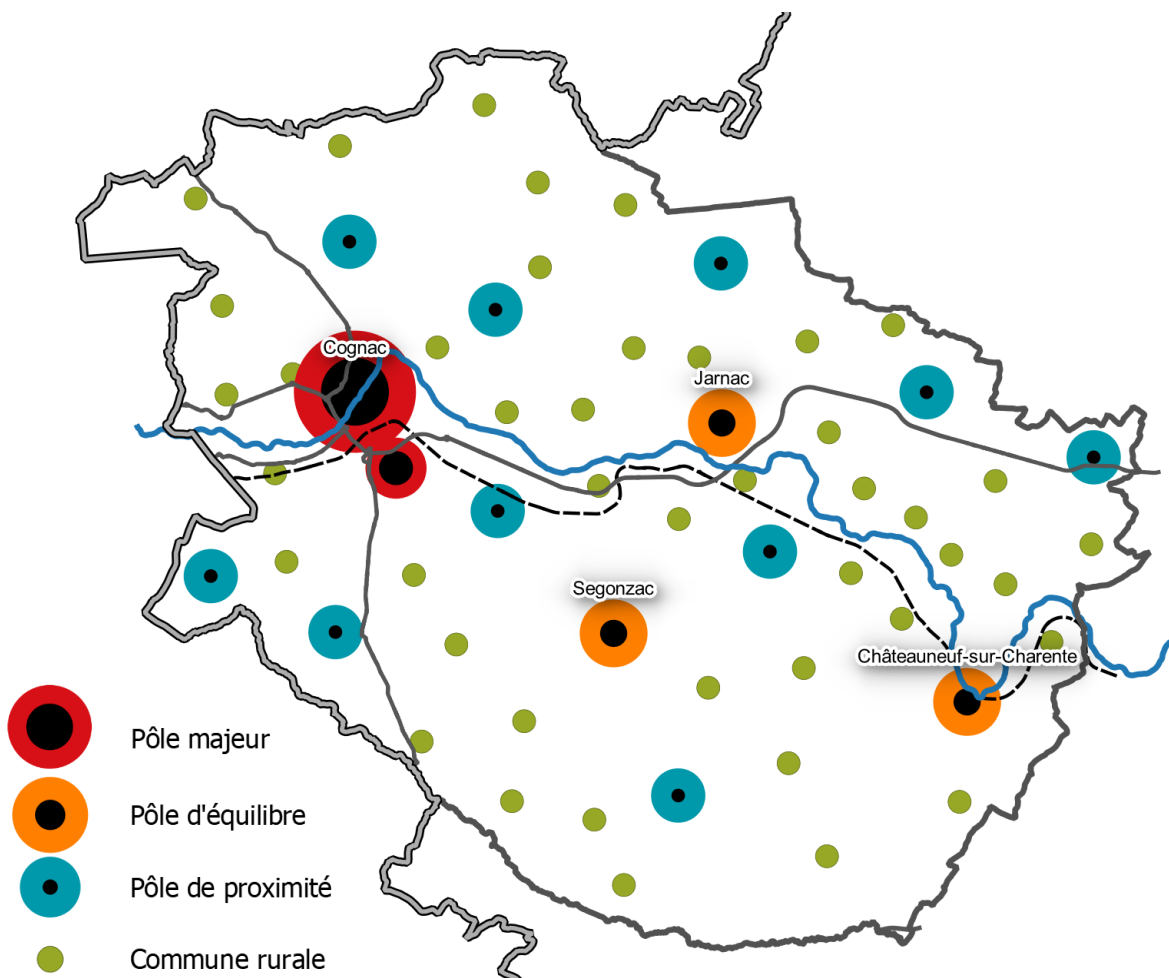 Cognac
Jarnac
Segonzac
Châteauneuf-sur-Charente
Pôle majeur
Pôle d'équilibre
Pôle de proximité
Commune rurale